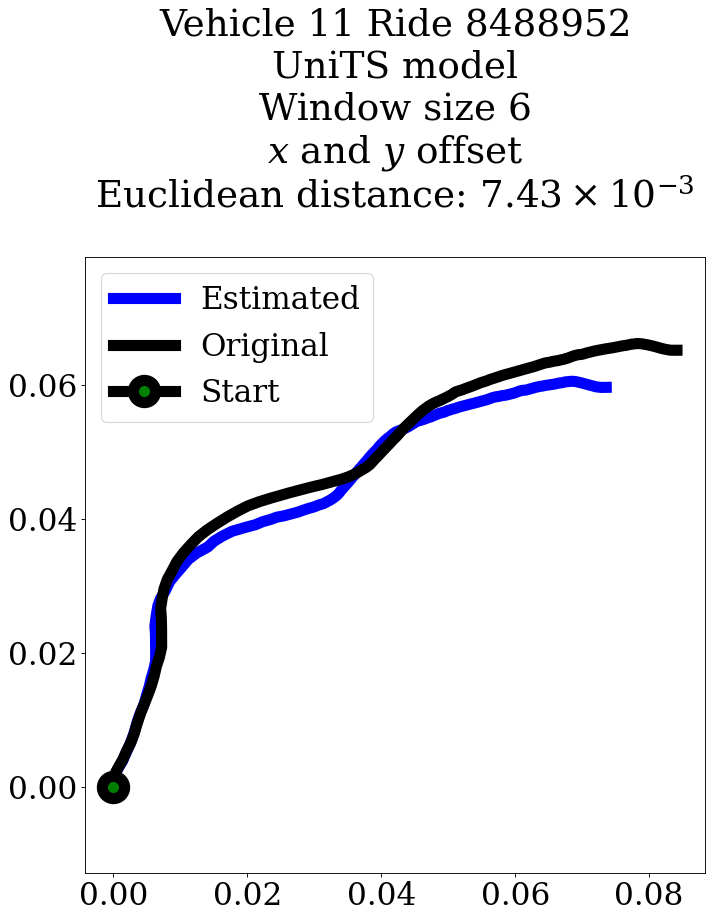 Vehicle 11 Ride 8488952
UniTS model
Window size 6
x and y offset
Euclidean distance: 7.43 × 10⁻³
Estimated
Original
Start
0.06
0.04
0.02
0.00
0.00 0.02 0.04 0.06 0.08